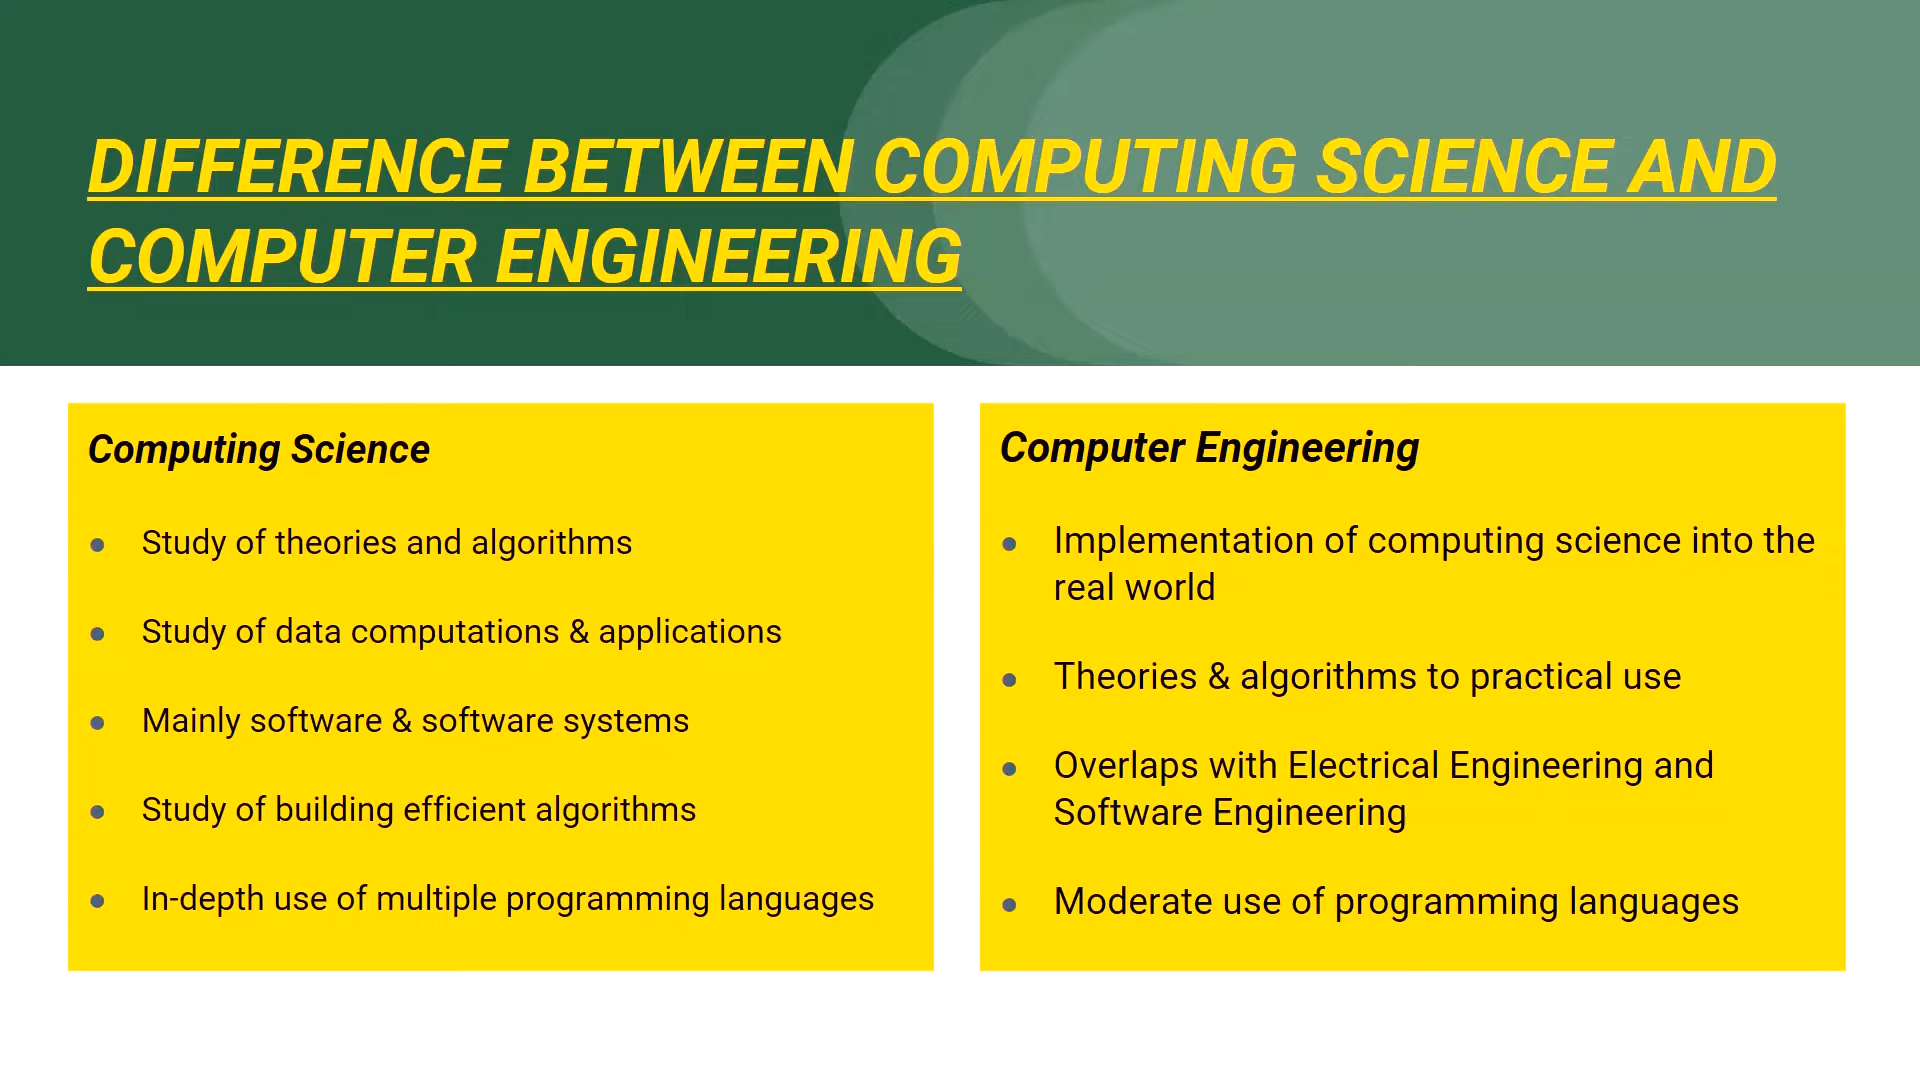 DIFFERENCE BETWEEN COMPUTING SCIENCE AND
COMPUTER ENGINEERING
Computing Science
● Study of theories and algorithms
● Study of data computations & applications
● Mainly software & software systems
● Study of building efficient algorithms
● In-depth use of multiple programming languages
Computer Engineering
● Implementation of computing science into the
real world
● Theories & algorithms to practical use
● Overlaps with Electrical Engineering and
Software Engineering
● Moderate use of programming languages